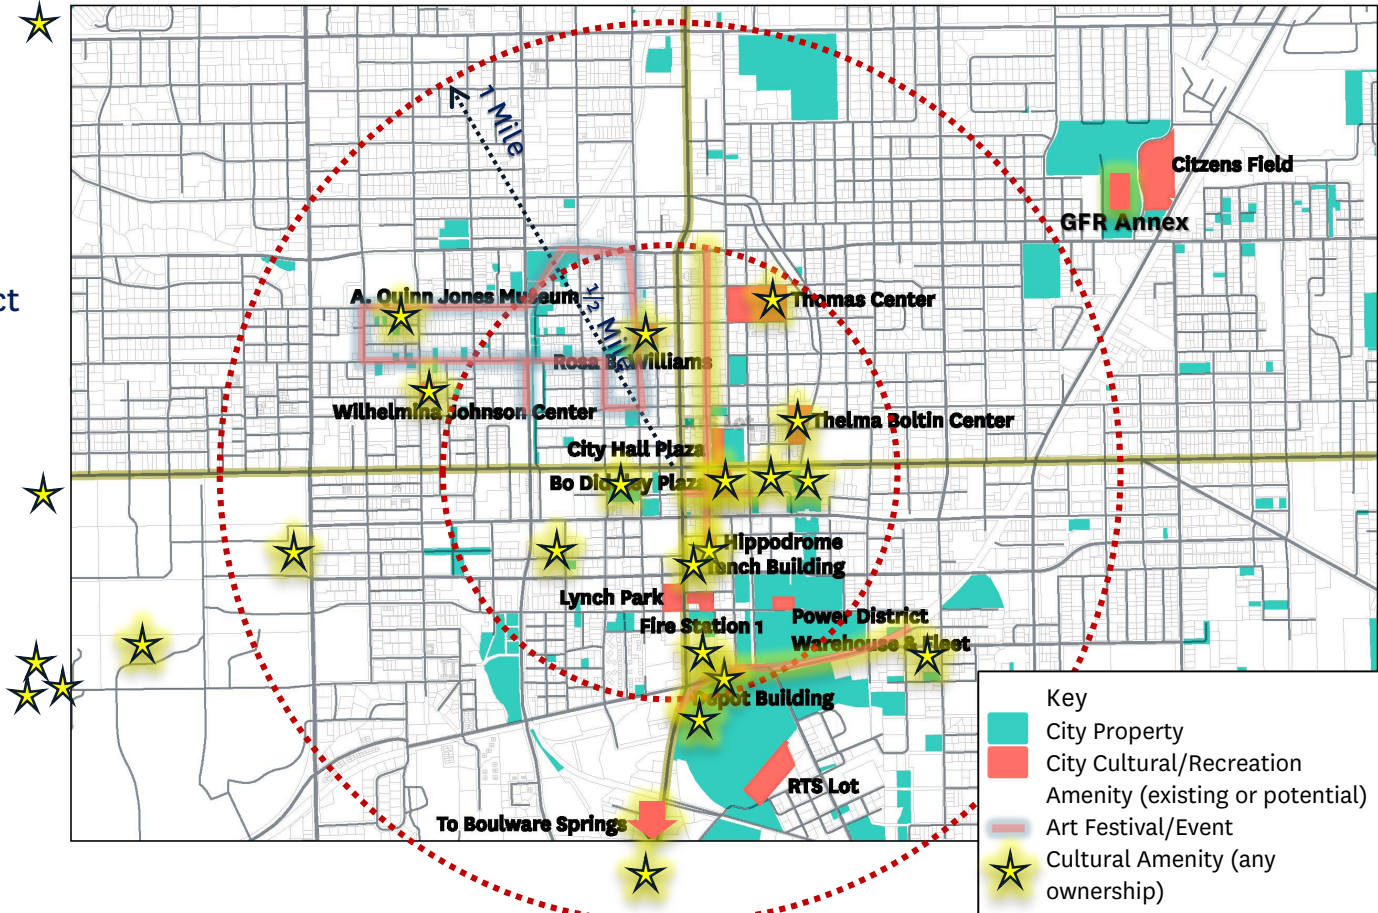 1 Mile
Citzens Field
GFR Annex
ct
A. Quinn Jones Museum
1/2 Mile
Thomas Center
Rosa B. Williams
Wilhelmina Johnson Center
Thelma Boltin Center
City Hall Plaza
Bo Diddley Plaza
Hippodrome
Lynch Park
Building
Power District
Fire Station 1
Warehouse & Fleet
Depot Building
RTS Lot
To Boulware Springs
Key
City Property
City Cultural/Recreation
Amenity (existing or potential)
Art Festival/Event
Cultural Amenity (any
ownership)